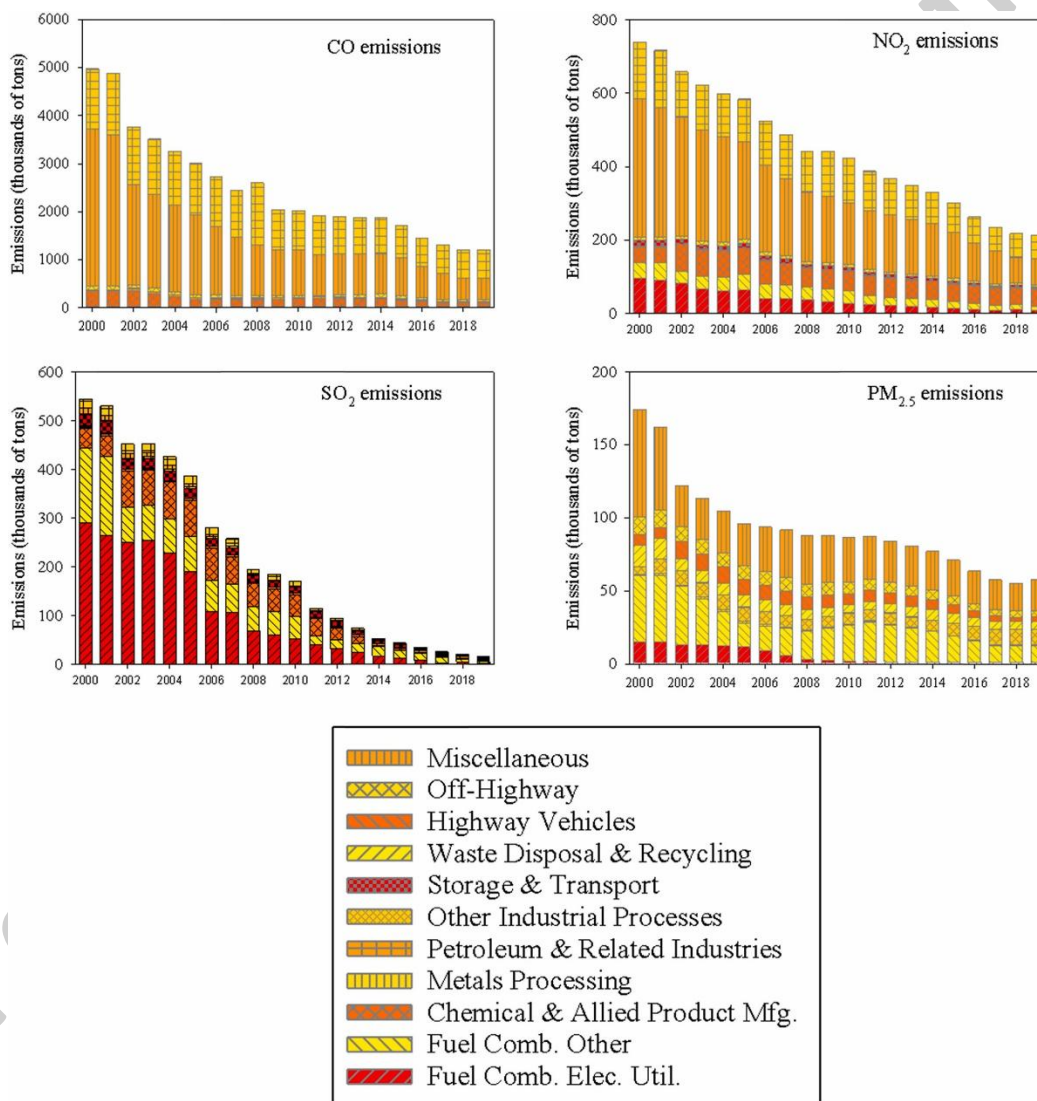 CO emissions
Emissions (thousands of tons)
6000
5000
4000
3000
2000
1000
0
2000 2002 2004 2006 2008 2010 2012 2014 2016 2018
NO2 emissions
Emissions (thousands of tons)
800
600
400
200
0
2000 2002 2004 2006 2008 2010 2012 2014 2016 2018
SO2 emissions
Emissions (thousands of tons)
600
500
400
300
200
100
0
2000 2002 2004 2006 2008 2010 2012 2014 2016 2018
PM2.5 emissions
Emissions (thousands of tons)
200
150
100
50
0
2000 2002 2004 2006 2008 2010 2012 2014 2016 2018
Miscellaneous
Off-Highway
Highway Vehicles
Waste Disposal & Recycling
Storage & Transport
Other Industrial Processes
Petroleum & Related Industries
Metals Processing
Chemical & Allied Product Mfg.
Fuel Comb. Other
Fuel Comb. Elec. Util.